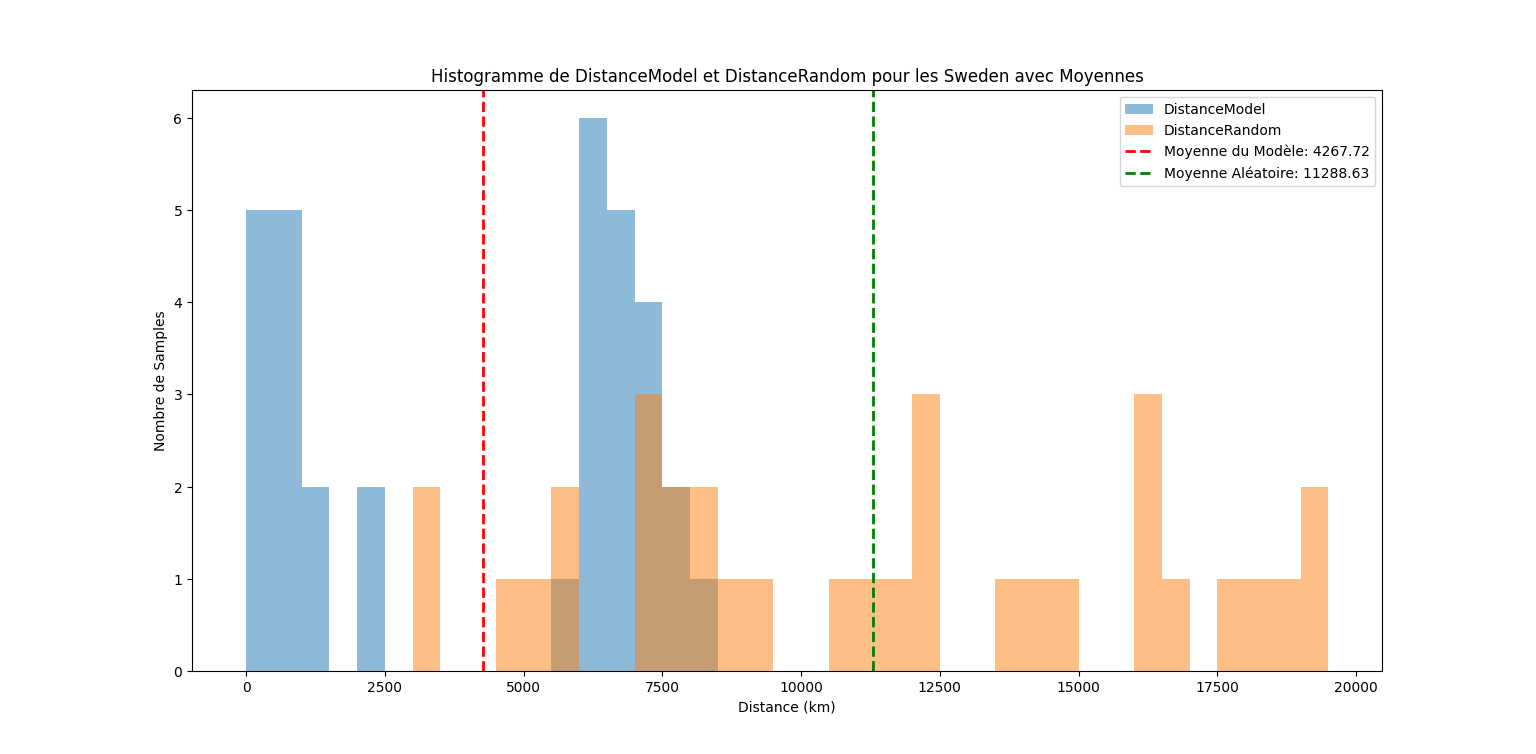 Histogramme de DistanceModel et DistanceRandom pour les Sweden avec Moyennes
DistanceModel
DistanceRandom
Moyenne du Modèle: 4267.72
Moyenne Aléatoire: 11288.63
Nombre de Samples
6
5
4
3
2
1
0
0 2500 5000 7500 10000 12500 15000 17500 20000
Distance (km)